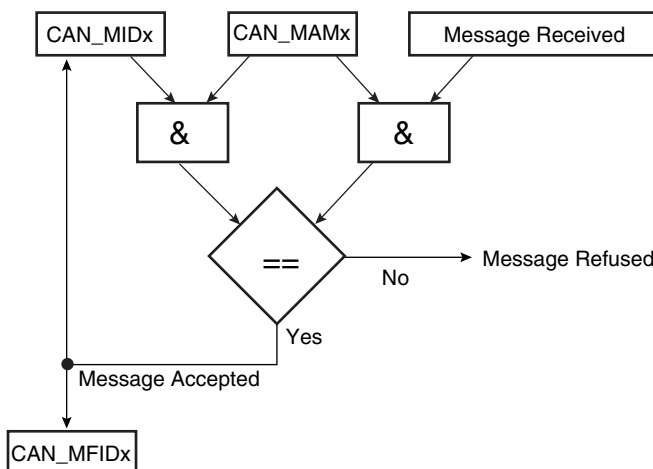 CAN_MIDx
CAN_MAMx
Message Received
&
&
==
No
Message Refused
Yes
Message Accepted
CAN_MFIDx